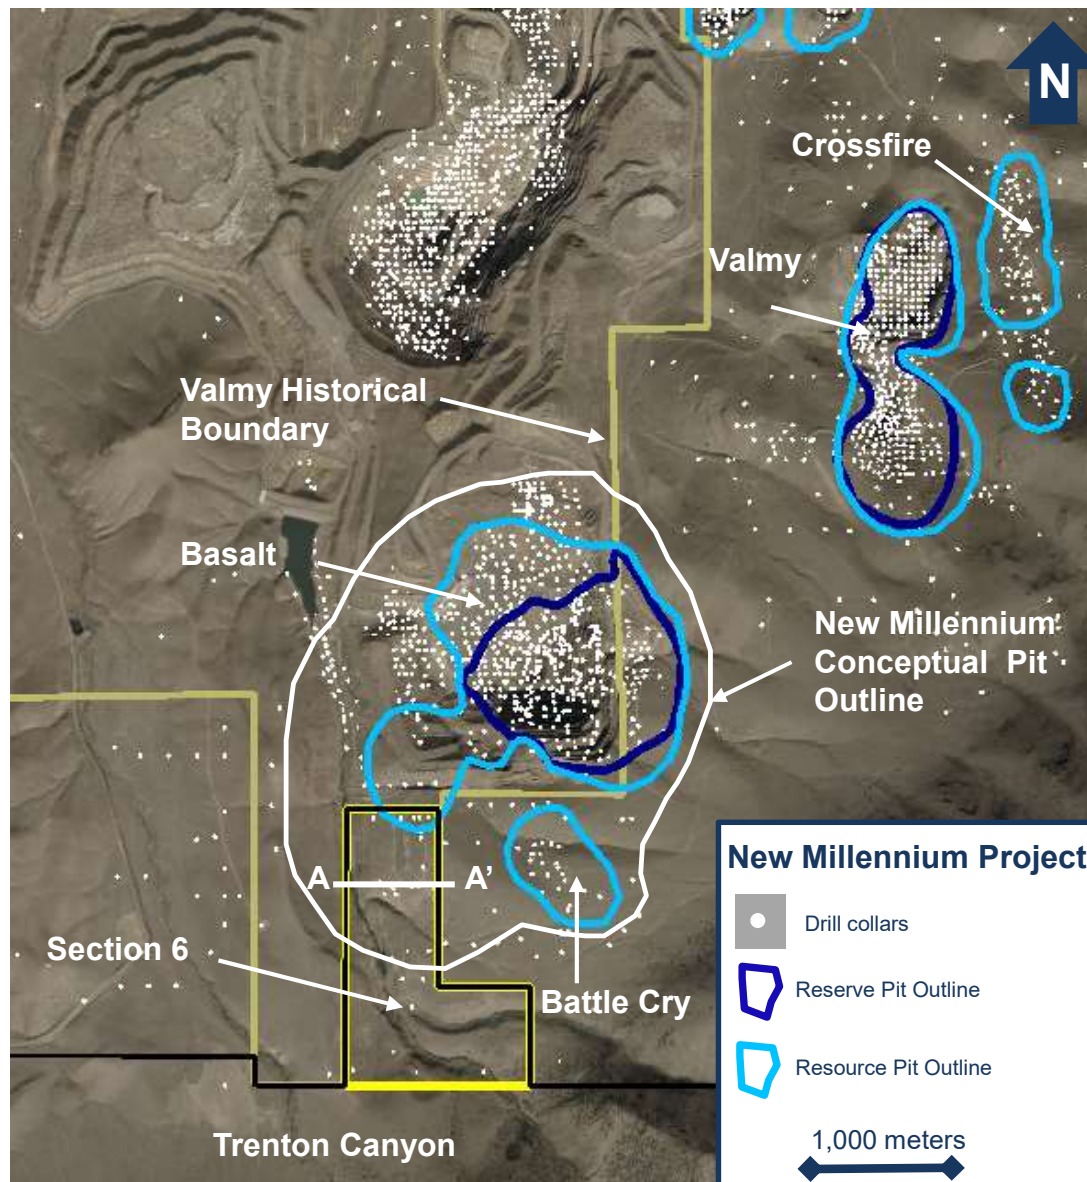 N
Crossfire
Valmy
Valmy Historical
Boundary
Basalt
New Millennium
Conceptual Pit
Outline
A
A'
Section 6
Battle Cry
Trenton Canyon
New Millennium Project
Drill collars
Reserve Pit Outline
Resource Pit Outline
1,000 meters